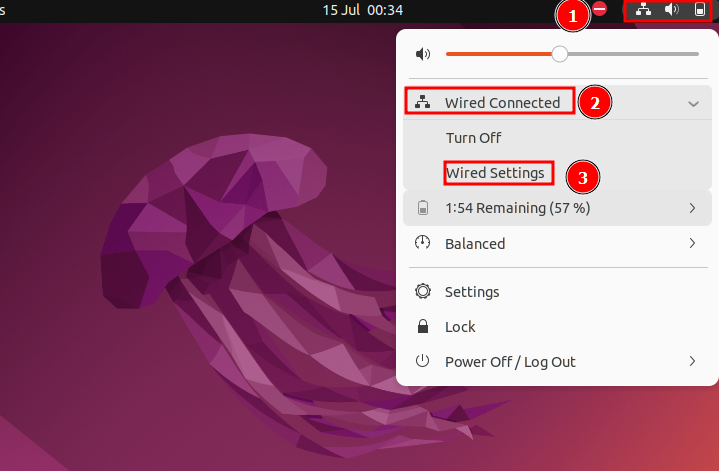 s
15 Jul 00:34
1
Wired Connected
2
Turn Off
Wired Settings
3
1:54 Remaining (57 %)
Balanced
Settings
Lock
Power Off / Log Out